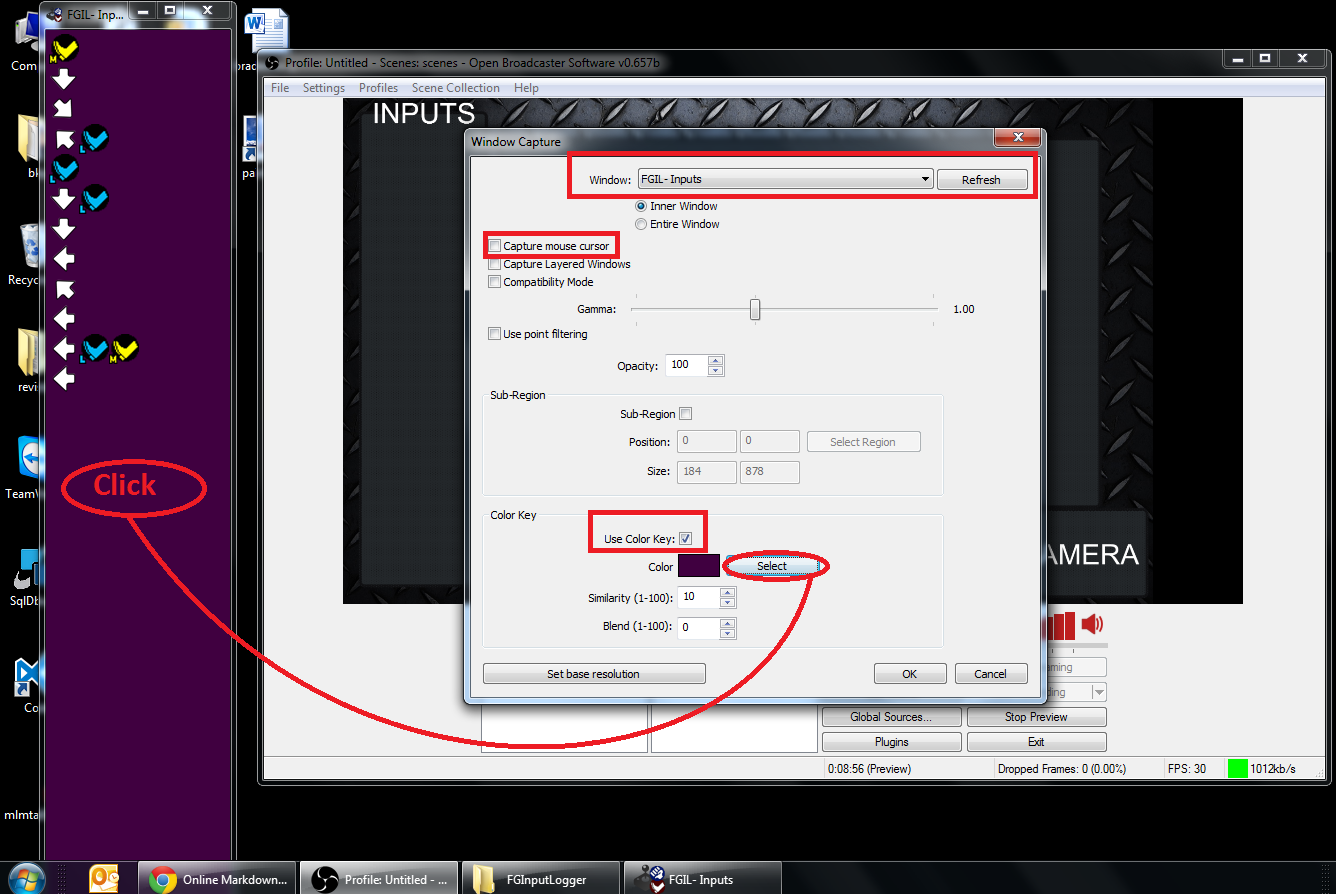 FGIL- Inp...
Com
brac
bl
pa
Recyc
revi
TeamV
SqlDb
Co
mlmta
M
L
L
L
L
M
Click
Profile: Untitled - Scenes: scenes - Open Broadcaster Software v0.657b
File Settings Profiles Scene Collection Help
INPUTS
Window Capture
Window: FGIL- Inputs Refresh
Inner Window
Entire Window
Capture mouse cursor
Capture Layered Windows
Compatibility Mode
Gamma: 1.00
Use point filtering
Opacity: 100
Sub-Region
Sub-Region
Position: 0 0 Select Region
Size: 184 878
Color Key
Use Color Key:
Color Select
Similarity (1-100): 10
Blend (1-100): 0
Set base resolution OK Cancel
AMERA
ming
ding
Global Sources... Stop Preview
Plugins Exit
0:08:56 (Preview) Dropped Frames: 0 (0.00%) FPS: 30 1012kb/s
Online Markdown... Profile: Untitled - ... FGInputLogger FGIL- Inputs